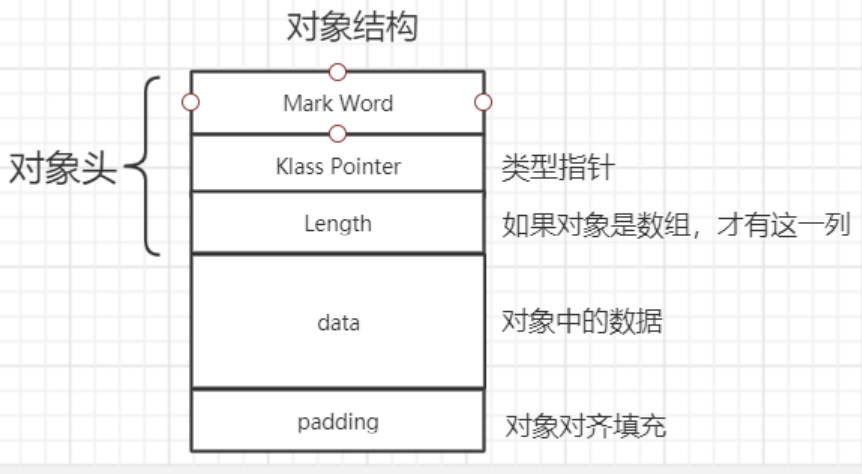 对象结构
Mark Word
对象头
Klass Pointer
类型指针
Length
如果对象是数组，才有这一列
data
对象中的数据
padding
对象对齐填充